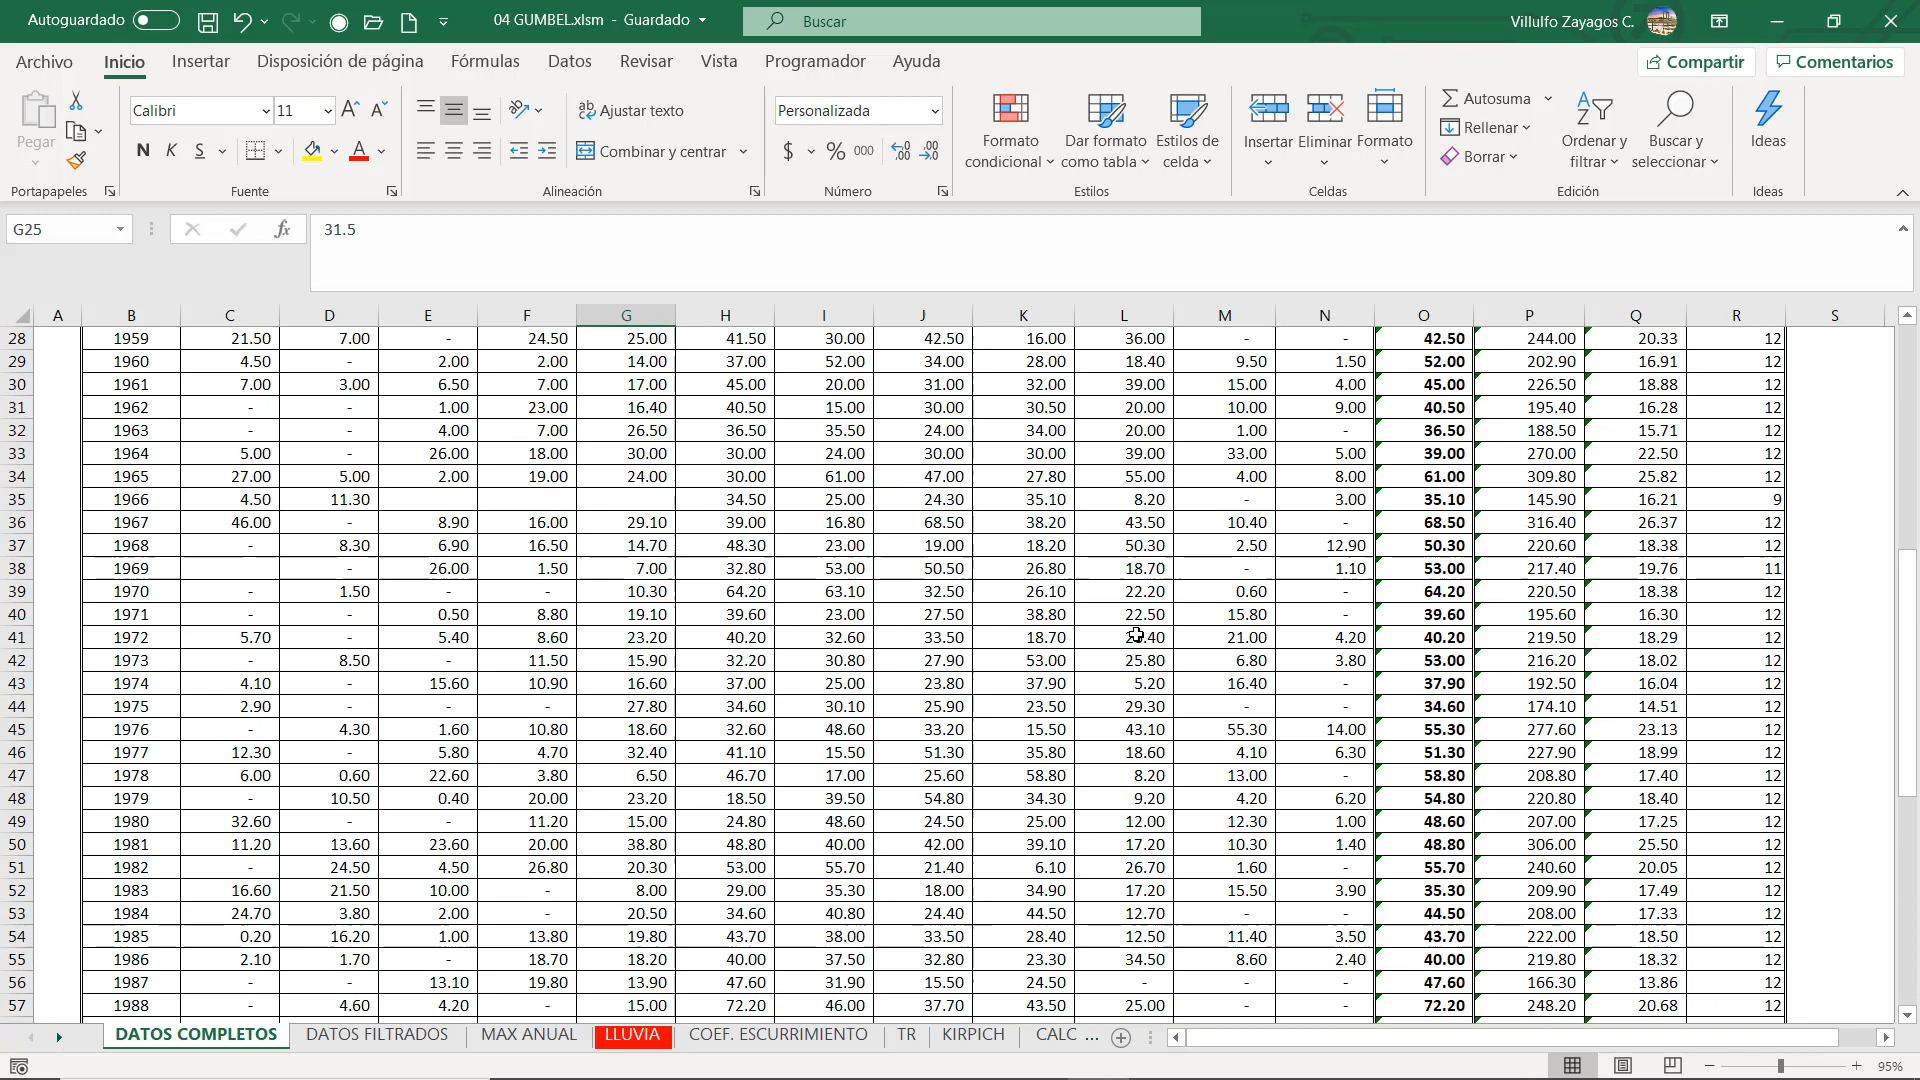 Autoguardado
04 GUMBEL.xlsm - Guardado
Buscar
Villulfo Zayagos C.
Archivo Inicio Insertar Disposición de página Fórmulas Datos Revisar Vista Programador Ayuda
Compartir Comentarios
Pegar
Portapapeles
Calibri 11
N K S
Fuente
Ajustar texto
Combinar y centrar
Alineación
Personalizada
$ % 000
Número
Formato condicional
Dar formato como tabla
Estilos de celda
Estilos
Insertar Eliminar Formato
Celdas
Autosuma
Rellenar
Borrar
Ordenar y filtrar
Buscar y seleccionar
Edición
Ideas
Ideas
G25 fx 31.5
A B C D E F G H I J K L M N O P Q R S
28 1959 21.50 7.00 - 24.50 25.00 41.50 30.00 42.50 16.00 36.00 - - 42.50 244.00 20.33 12
29 1960 4.50 - 2.00 2.00 14.00 37.00 52.00 34.00 28.00 18.40 9.50 1.50 52.00 202.90 16.91 12
30 1961 7.00 3.00 6.50 7.00 17.00 45.00 20.00 31.00 32.00 39.00 15.00 4.00 45.00 226.50 18.88 12
31 1962 - - 1.00 23.00 16.40 40.50 15.00 30.00 30.50 20.00 10.00 9.00 40.50 195.40 16.28 12
32 1963 - - 4.00 7.00 26.50 36.50 35.50 24.00 34.00 20.00 1.00 - 36.50 188.50 15.71 12
33 1964 5.00 - 26.00 18.00 30.00 30.00 24.00 30.00 30.00 39.00 33.00 5.00 39.00 270.00 22.50 12
34 1965 27.00 5.00 2.00 19.00 24.00 30.00 61.00 47.00 27.80 55.00 4.00 8.00 61.00 309.80 25.82 12
35 1966 4.50 11.30 34.50 25.00 24.30 35.10 8.20 - 3.00 35.10 145.90 16.21 9
36 1967 46.00 - 8.90 16.00 29.10 39.00 16.80 68.50 38.20 43.50 10.40 - 68.50 316.40 26.37 12
37 1968 - 8.30 6.90 16.50 14.70 48.30 23.00 19.00 18.20 50.30 2.50 12.90 50.30 220.60 18.38 12
38 1969 - 26.00 1.50 7.00 32.80 53.00 50.50 26.80 18.70 - 1.10 53.00 217.40 19.76 11
39 1970 - 1.50 - - 10.30 64.20 63.10 32.50 26.10 22.20 0.60 - 64.20 220.50 18.38 12
40 1971 - - 0.50 8.80 19.10 39.60 23.00 27.50 38.80 22.50 15.80 - 39.60 195.60 16.30 12
41 1972 5.70 - 5.40 8.60 23.20 40.20 32.60 33.50 18.70 21.00 4.20 40.20 219.50 18.29 12
42 1973 - 8.50 - 11.50 15.90 32.20 30.80 27.90 53.00 25.80 6.80 3.80 53.00 216.20 18.02 12
43 1974 4.10 - 15.60 10.90 16.60 37.00 25.00 23.80 37.90 5.20 16.40 - 37.90 192.50 16.04 12
44 1975 2.90 - - - 27.80 34.60 30.10 25.90 23.50 29.30 - - 34.60 174.10 14.51 12
45 1976 - 4.30 1.60 10.80 18.60 32.60 48.60 33.20 15.50 43.10 55.30 14.00 55.30 277.60 23.13 12
46 1977 12.30 - 5.80 4.70 32.40 41.10 15.50 51.30 35.80 18.60 4.10 6.30 51.30 227.90 18.99 12
47 1978 6.00 0.60 22.60 3.80 6.50 46.70 17.00 25.60 58.80 8.20 13.00 - 58.80 208.80 17.40 12
48 1979 - 10.50 0.40 20.00 23.20 18.50 39.50 54.80 34.30 9.20 4.20 6.20 54.80 220.80 18.40 12
49 1980 32.60 - - 11.20 15.00 24.80 48.60 24.50 25.00 12.00 12.30 1.00 48.60 207.00 17.25 12
50 1981 11.20 13.60 23.60 20.00 38.80 48.80 40.00 42.00 39.10 17.20 10.30 1.40 48.80 306.00 25.50 12
51 1982 - 24.50 4.50 26.80 20.30 53.00 55.70 21.40 6.10 26.70 1.60 - 55.70 240.60 20.05 12
52 1983 16.60 21.50 10.00 - 8.00 29.00 35.30 18.00 34.90 17.20 15.50 3.90 35.30 209.90 17.49 12
53 1984 24.70 3.80 2.00 - 20.50 34.60 40.80 24.40 44.50 12.70 - - 44.50 208.00 17.33 12
54 1985 0.20 16.20 1.00 13.80 19.80 43.70 38.00 33.50 28.40 12.50 11.40 3.50 43.70 222.00 18.50 12
55 1986 2.10 1.70 - 18.70 18.20 40.00 37.50 32.80 23.30 34.50 8.60 2.40 40.00 219.80 18.32 12
56 1987 - - 13.10 19.80 13.90 47.60 31.90 15.50 24.50 - - - 47.60 166.30 13.86 12
57 1988 - 4.60 4.20 - 15.00 72.20 46.00 37.70 43.50 25.00 - - 72.20 248.20 20.68 12
DATOS COMPLETOS DATOS FILTRADOS MAX ANUAL LLUVIA COEF. ESCURRIMIENTO TR KIRPICH CALC ...
95%